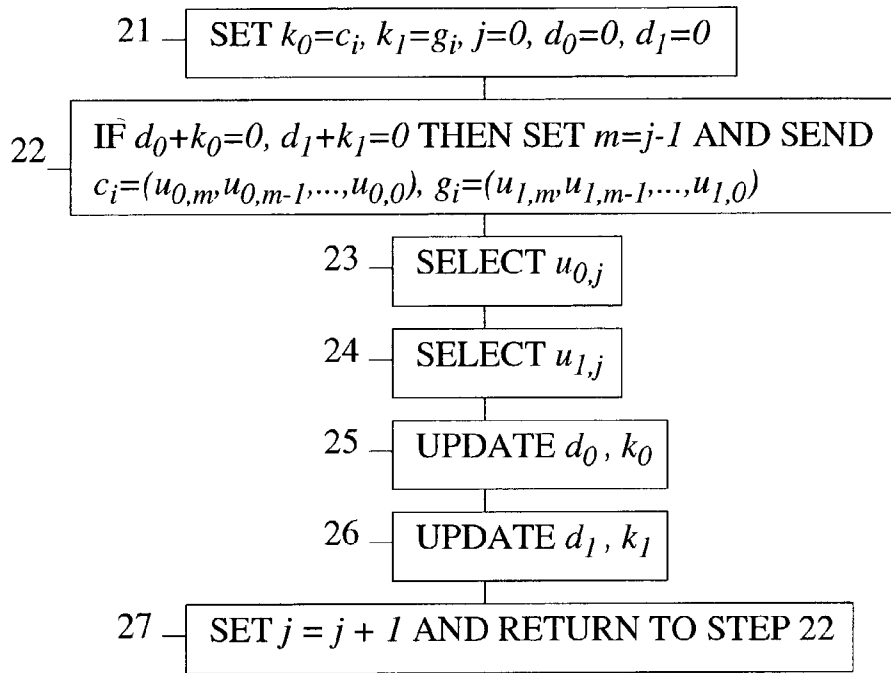 21 SET k₀=cᵢ, k₁=gᵢ, j=0, d₀=0, d₁=0
22 IF d₀+k₀=0, d₁+k₁=0 THEN SET m=j-1 AND SEND
cᵢ=(u₀,ₘ,u₀,ₘ₋₁,...,u₀,₀), gᵢ=(u₁,ₘ,u₁,ₘ₋₁,...,u₁,₀)
23 SELECT u₀,ⱼ
24 SELECT u₁,ⱼ
25 UPDATE d₀, k₀
26 UPDATE d₁, k₁
27 SET j = j + 1 AND RETURN TO STEP 22